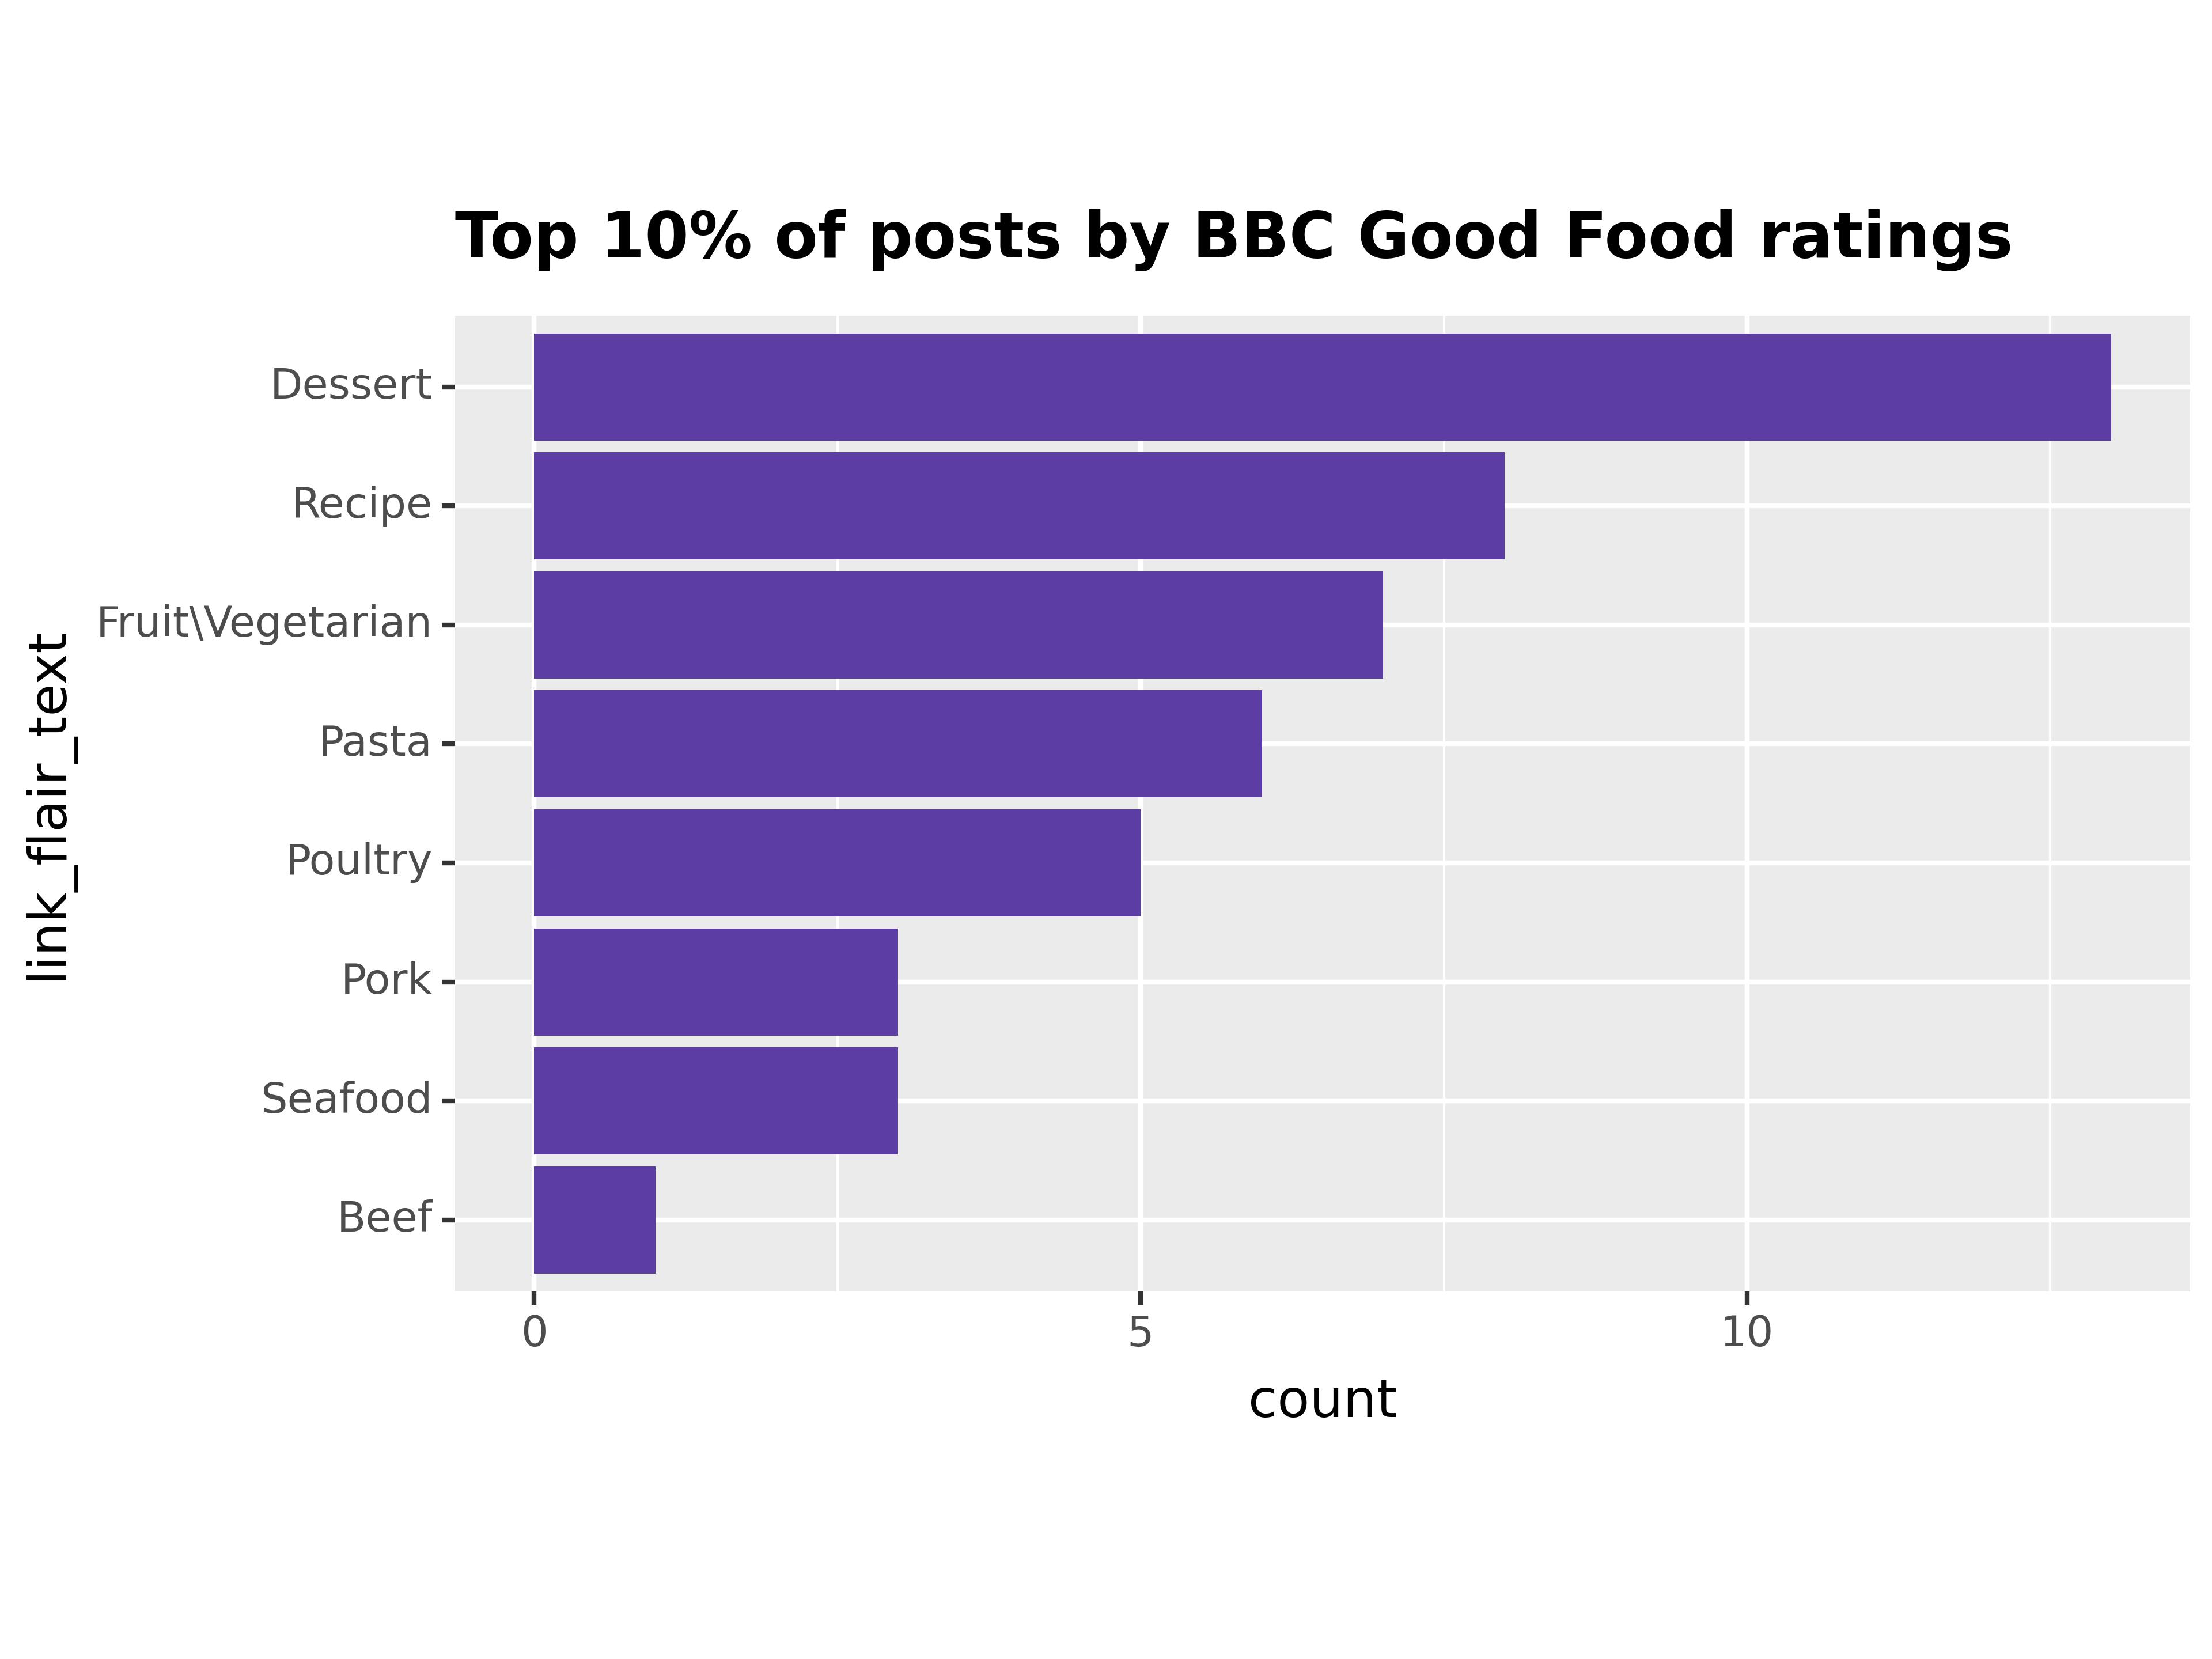 Top 10% of posts by BBC Good Food ratings
link_flair_text
Dessert
Recipe
Fruit\Vegetarian
Pasta
Poultry
Pork
Seafood
Beef
0 5 10
count